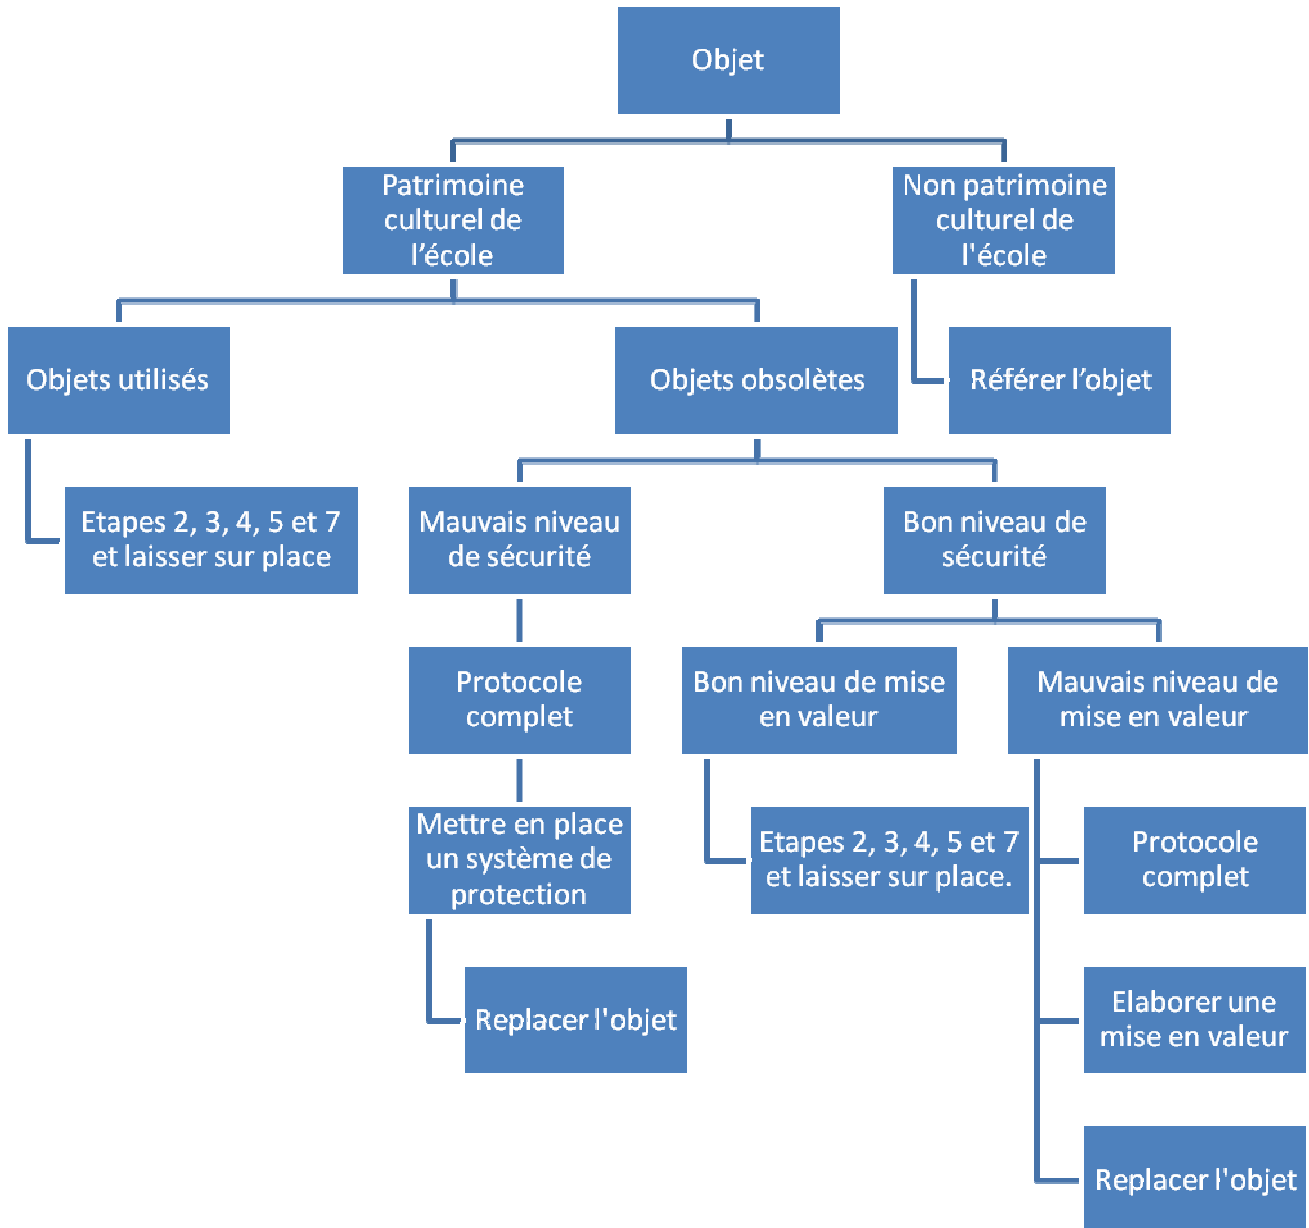 Objet
Patrimoine
culturel de
l’école
Non patrimoine
culturel de
l'école
Objets utilisés
Objets obsolètes
Référer l’objet
Etapes 2, 3, 4, 5 et 7
et laisser sur place
Mauvais niveau
de sécurité
Bon niveau de
sécurité
Protocole
complet
Bon niveau de mise
en valeur
Mauvais niveau de
mise en valeur
Mettre en place
un système de
protection
Etapes 2, 3, 4, 5 et 7
et laisser sur place.
Protocole
complet
Replacer l'objet
Elaborer une
mise en valeur
Replacer l'objet